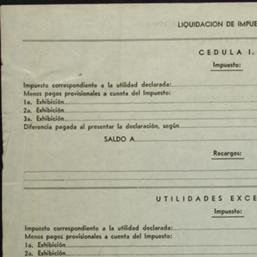 LIQUIDACION DE IMPUE
CEDULA I.
Impuesto:
Impuesto correspondiente a la utilidad declarada:
Menos pagos provisionales a cuenta del Impuesto:
1a. Exhibición
2a. Exhibición
3a. Exhibición
Diferencia pagada al presentar la declaración, según
SALDO A
Recargos:
UTILIDADES EXCE
Impuesto:
Impuesto correspondiente a la utilidad declarada:
Menos pagos provisionales a cuenta del Impuesto:
1a. Exhibición
2a. Exhibición